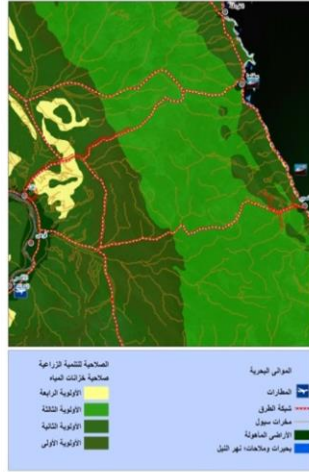 الصلاحية للتنمية الزراعية
صلاحية خزانات المياه
الأولوية الرابعة
الأولوية الثالثة
الأولوية الثانية
الأولوية الأولى
المواني البحرية
المطارات
شبكة الطرق
مخرات سيول
الأراضي المأهولة
بحيرات وملاحات؛ نهر النيل